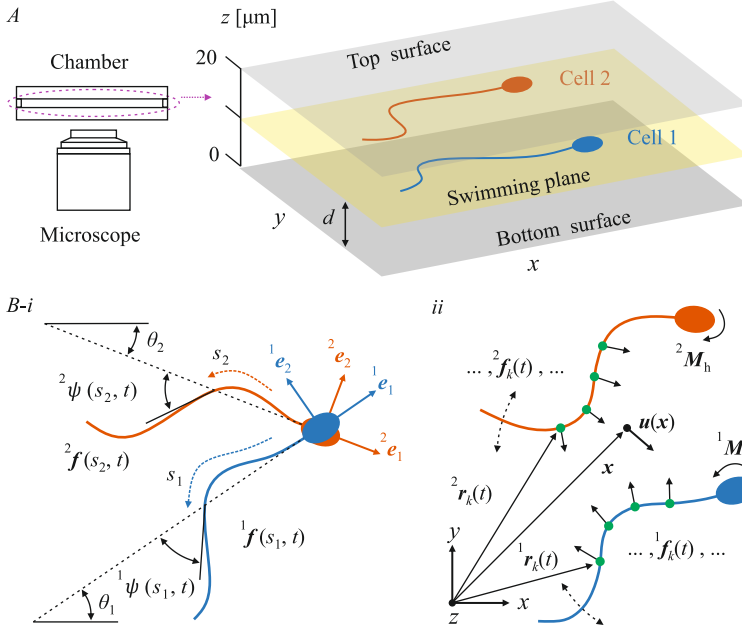 A
z [μm]
Chamber
20
Top surface
Cell 2
Cell 1
0
Swimming plane
y
d
Microscope
Bottom surface
x
B-i
θ₂
s₂
¹e₂
²e₂
¹e₁
²ψ (s₂, t)
²e₁
²f (s₂, t)
s₁
¹f (s₁, t)
¹ψ (s₁, t)
θ₁
ii
²Mₕ
... , ²fₖ(t) , ...
u(x)
¹M
x
²rₖ(t)
¹rₖ(t)
... , ¹fₖ(t) , ...
y
z
x